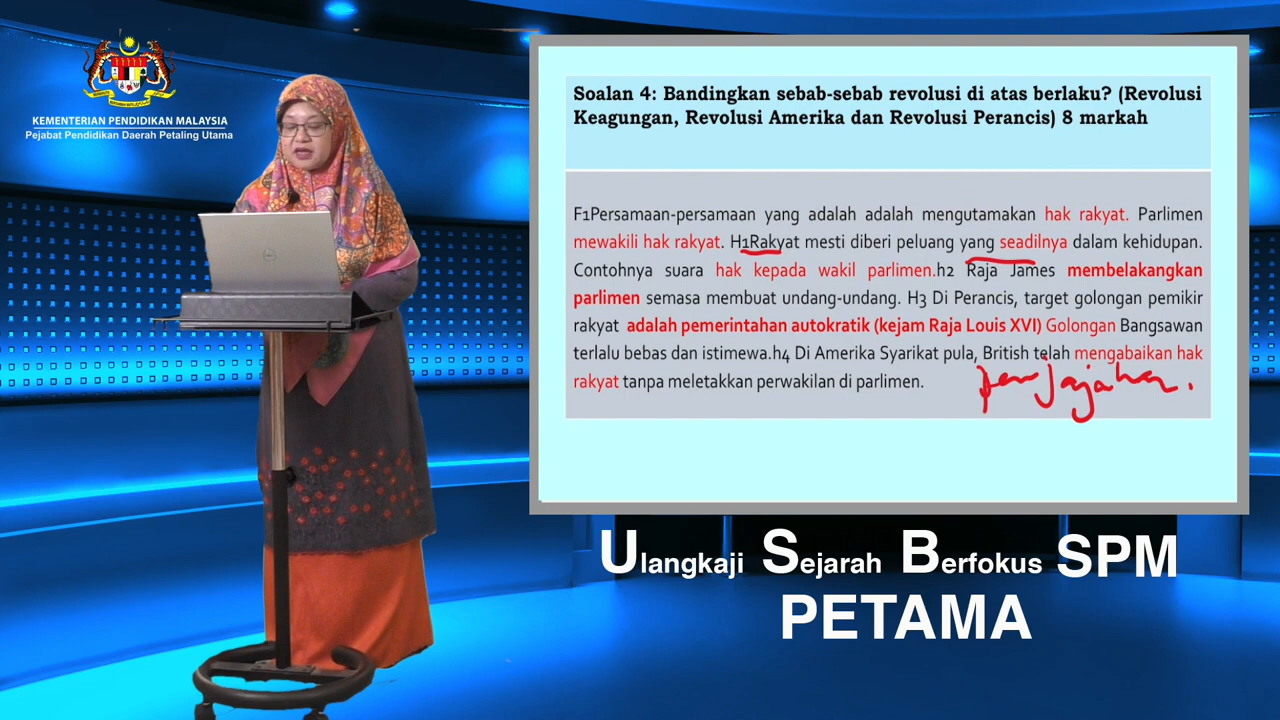 KEMENTERIAN PENDIDIKAN MALAYSIA
Pejabat Pendidikan Daerah Petaling Utama
Soalan 4: Bandingkan sebab-sebab revolusi di atas berlaku? (Revolusi
Keagungan, Revolusi Amerika dan Revolusi Perancis) 8 markah
F1Persamaan-persamaan yang adalah adalah mengutamakan hak rakyat. Parlimen
mewakili hak rakyat. H1Rakyat mesti diberi peluang yang seadilnya dalam kehidupan.
Contohnya suara hak kepada wakil parlimen.h2 Raja James membelakangkan
parlimen semasa membuat undang-undang. H3 Di Perancis, target golongan pemikir
rakyat adalah pemerintahan autokratik (kejam Raja Louis XVI) Golongan Bangsawan
terlalu bebas dan istimewa.h4 Di Amerika Syarikat pula, British telah mengabaikan hak
rakyat tanpa meletakkan perwakilan di parlimen.
penjajahan.
Ulangkaji Sejarah Berfokus SPM
PETAMA